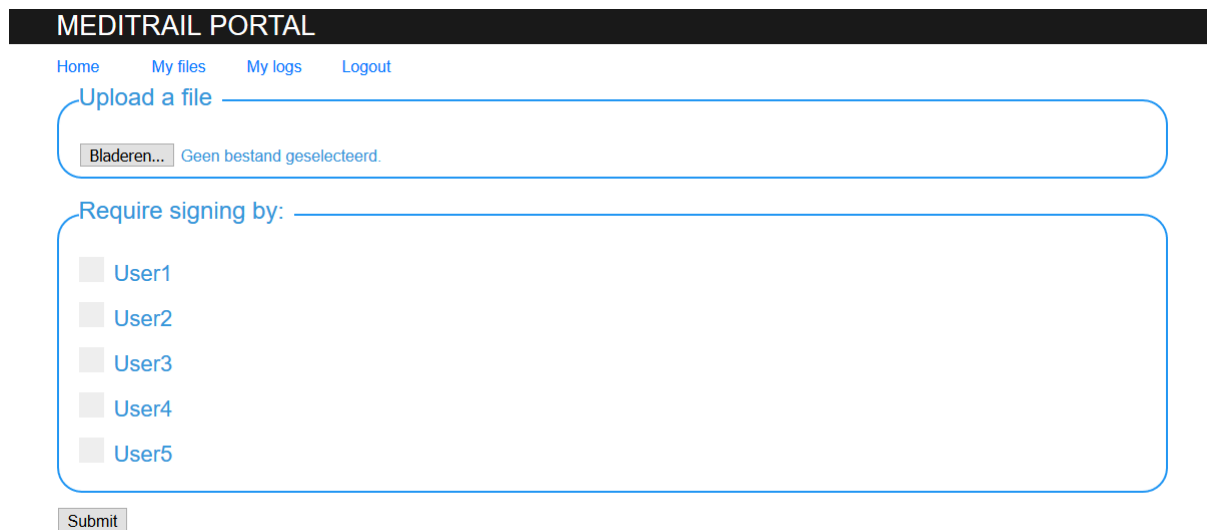 MEDITRAIL PORTAL
Home My files My logs Logout
Upload a file
Bladeren... Geen bestand geselecteerd.
Require signing by:
User1
User2
User3
User4
User5
Submit